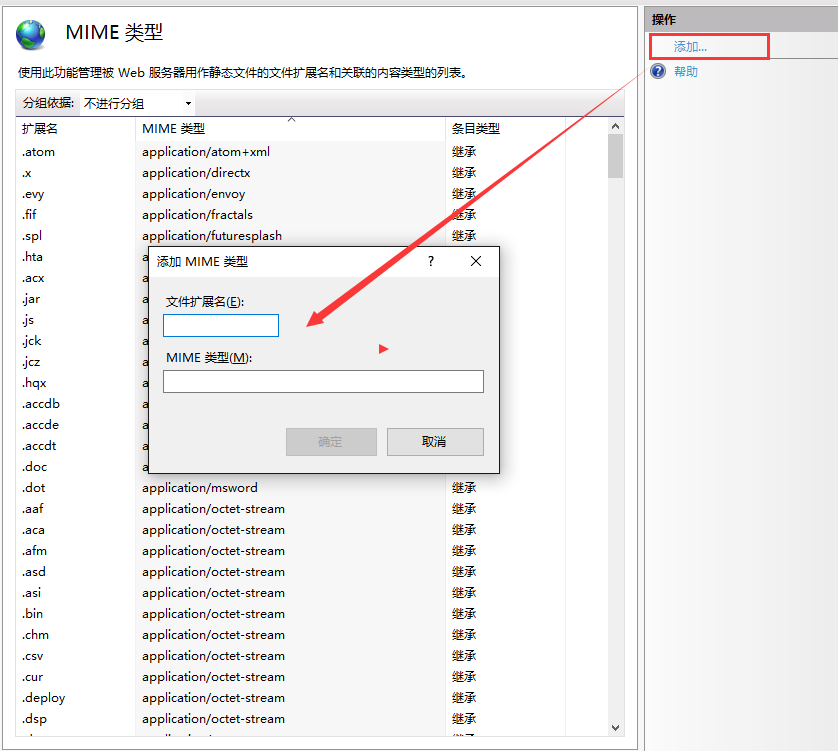 MIME 类型
使用此功能管理被 Web 服务器用作静态文件的文件扩展名和关联的内容类型的列表。
分组依据: 不进行分组
扩展名 MIME 类型 条目类型
.atom application/atom+xml 继承
.x application/directx 继承
.evy application/envoy 继承
.fif application/fractals 继承
.spl application/futuresplash 继承
.hta a
.acx a
.jar a
.js a
.jck a
.jcz a
.hqx a
.accdb a
.accde a
.accdt a
.doc a
.dot application/msword 继承
.aaf application/octet-stream 继承
.aca application/octet-stream 继承
.afm application/octet-stream 继承
.asd application/octet-stream 继承
.asi application/octet-stream 继承
.bin application/octet-stream 继承
.chm application/octet-stream 继承
.csv application/octet-stream 继承
.cur application/octet-stream 继承
.deploy application/octet-stream 继承
.dsp application/octet-stream 继承
添加 MIME 类型 ?
文件扩展名(E):
MIME 类型(M):
确定 取消
操作
添加...
? 帮助